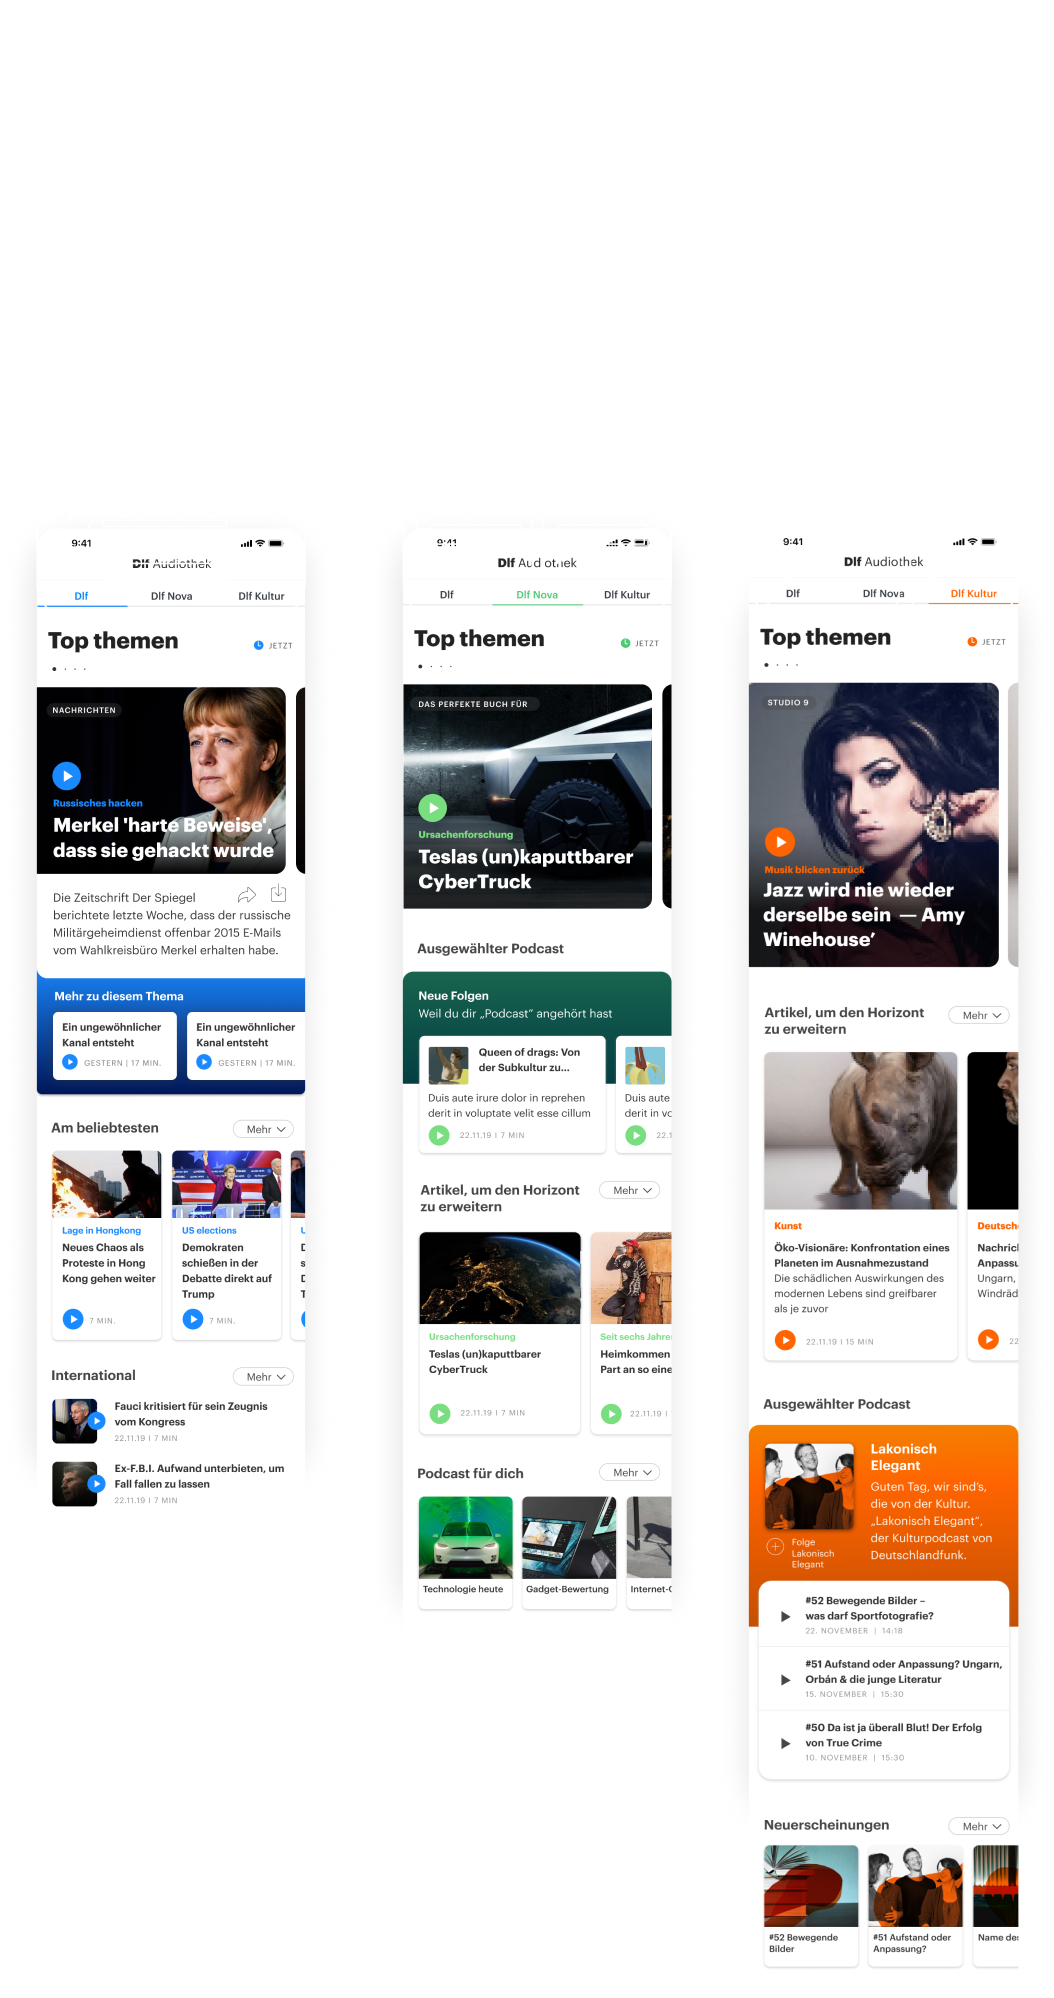 9:41
Dlf Audiothek
Dlf
Dlf Nova
Dlf Kultur
Top themen
JETZT
NACHRICHTEN
Russisches hacken
Merkel 'harte Beweise',
dass sie gehackt wurde
Die Zeitschrift Der Spiegel
berichtete letzte Woche, dass der russische
Militärgeheimdienst offenbar 2015 E-Mails
vom Wahlkreisbüro Merkel erhalten habe.
Mehr zu diesem Thema
Ein ungewöhnlicher
Kanal entsteht
GESTERN | 17 MIN.
Ein ungewöhnlicher
Kanal entsteht
GESTERN | 17 MIN.
Am beliebtesten
Mehr
Lage in Hongkong
Neues Chaos als
Proteste in Hong
Kong gehen weiter
7 MIN.
US elections
Demokraten
schießen in der
Debatte direkt auf
Trump
7 MIN.
International
Mehr
Fauci kritisiert für sein Zeugnis
vom Kongress
22.11.19 I 7 MIN
Ex-F.B.I. Aufwand unterbieten, um
Fall fallen zu lassen
22.11.19 I 7 MIN
9:41
Dlf Audiothek
Dlf
Dlf Nova
Dlf Kultur
Top themen
JETZT
DAS PERFEKTE BUCH FÜR
Ursachenforschung
Teslas (un)kaputtbarer
CyberTruck
Ausgewählter Podcast
Neue Folgen
Weil du dir „Podcast" angehört hast
Queen of drags: Von
der Subkultur zu...
Duis aute irure dolor in reprehen
derit in voluptate velit esse cillum
22.11.19 I 7 MIN
Duis aute
derit in vo
22.1
Artikel, um den Horizont
zu erweitern
Mehr
Ursachenforschung
Teslas (un)kaputtbarer
CyberTruck
22.11.19 I 7 MIN
Seit sechs Jahren
Heimkommen
Part an so eine
22.11.19 I
Podcast für dich
Mehr
Technologie heute
Gadget-Bewertung
Internet-
9:41
Dlf Audiothek
Dlf
Dlf Nova
Dlf Kultur
Top themen
JETZT
STUDIO 9
Musik blicken zurück
Jazz wird nie wieder
derselbe sein — Amy
Winehouse’
Artikel, um den Horizont
zu erweitern
Mehr
Kunst
Öko-Visionäre: Konfrontation eines
Planeten im Ausnahmezustand
Die schädlichen Auswirkungen des
modernen Lebens sind greifbarer
als je zuvor
22.11.19 I 15 MIN
Deutsche
Nachrich
Anpassu
Ungarn,
Windräd
22
Ausgewählter Podcast
Lakonisch
Elegant
Guten Tag, wir sind’s,
die von der Kultur.
„Lakonisch Elegant”,
der Kulturpodcast von
Deutschlandfunk.
Folge
Lakonisch
Elegant
#52 Bewegende Bilder –
was darf Sportfotografie?
22. NOVEMBER | 14:18
#51 Aufstand oder Anpassung? Ungarn,
Orbán & die junge Literatur
15. NOVEMBER | 15:30
#50 Da ist ja überall Blut! Der Erfolg
von True Crime
10. NOVEMBER | 15:30
Neuerscheinungen
Mehr
#52 Bewegende
Bilder
#51 Aufstand oder
Anpassung?
Name des